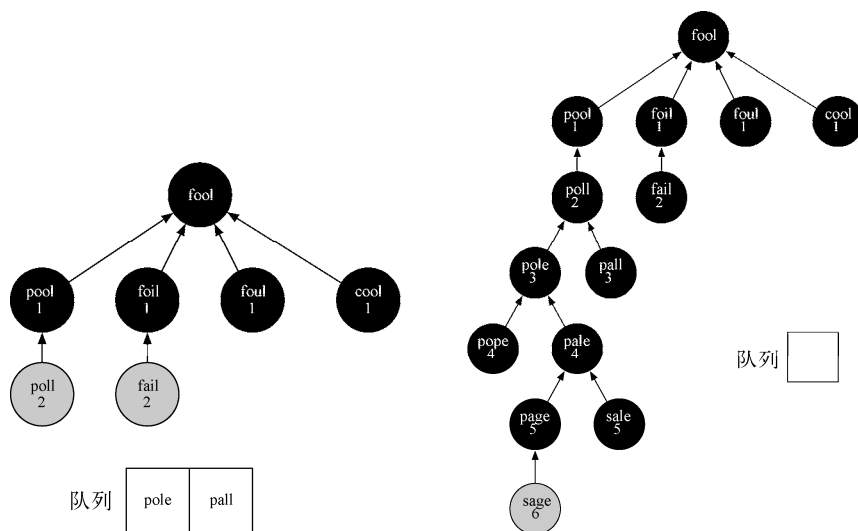 fool
pool
1
foil
1
foul
1
cool
1
poll
2
fail
2
队列 pole pall
fool
pool
1
foil
1
foul
1
cool
1
poll
2
fail
2
pole
3
pall
3
pope
4
pale
4
page
5
sale
5
sage
6
队列